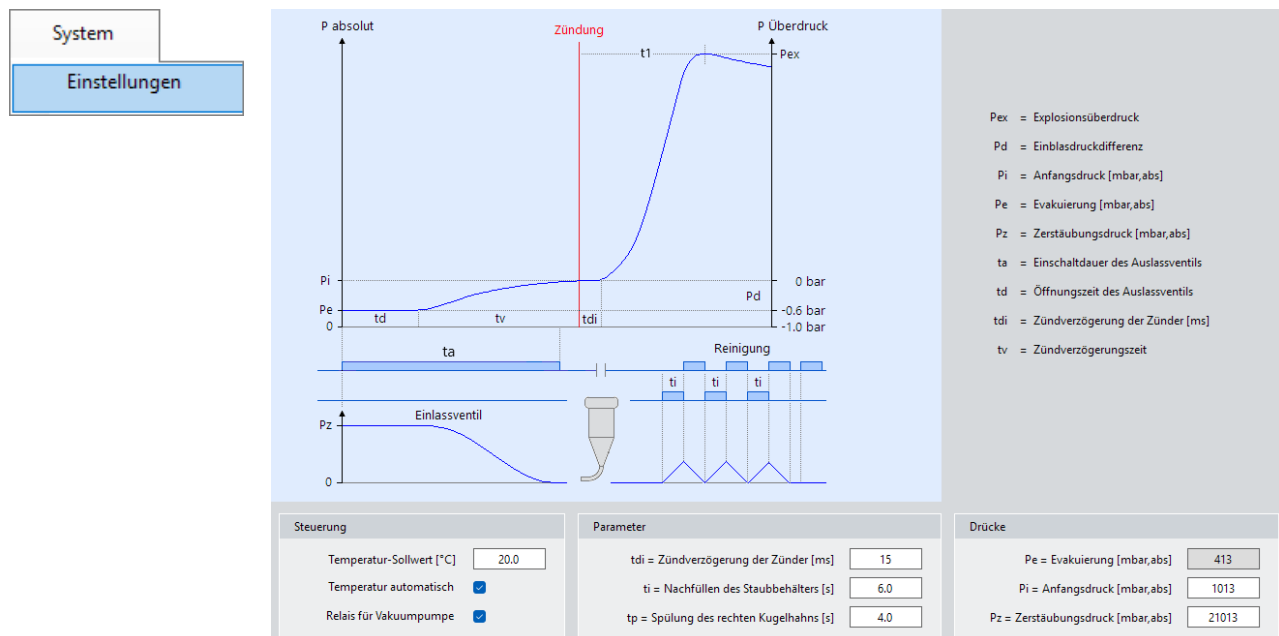 System
Einstellungen
P absolut
Zündung
P Überdruck
t1
Pex
Pi
0 bar
Pd
Pe
-0.6 bar
td
tv
tdi
0
-1.0 bar
ta
Reinigung
ti
ti
ti
Einlassventil
Pz
0
Pex = Explosionsüberdruck
Pd = Einblasdruckdifferenz
Pi = Anfangsdruck [mbar,abs]
Pe = Evakuierung [mbar,abs]
Pz = Zerstäubungsdruck [mbar,abs]
ta = Einschaltdauer des Auslassventils
td = Öffnungszeit des Auslassventils
tdi = Zündverzögerung der Zünder [ms]
tv = Zündverzögerungszeit
Steuerung
Temperatur-Sollwert [°C] 20.0
Temperatur automatisch
Relais für Vakuumpumpe
Parameter
tdi = Zündverzögerung der Zünder [ms] 15
ti = Nachfüllen des Staubbehälters [s] 6.0
tp = Spülung des rechten Kugelhahns [s] 4.0
Drücke
Pe = Evakuierung [mbar,abs] 413
Pi = Anfangsdruck [mbar,abs] 1013
Pz = Zerstäubungsdruck [mbar,abs] 21013